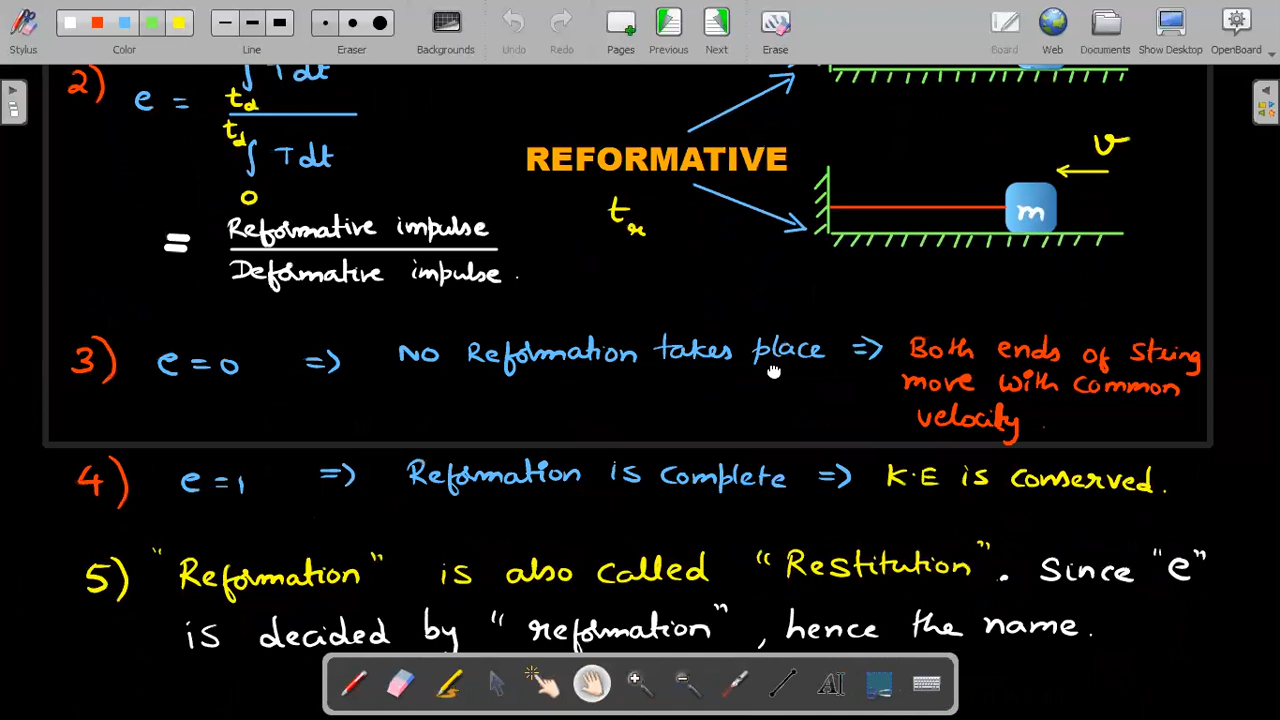 Stylus Color Line Eraser Backgrounds Undo Redo Pages Previous Next Erase Board Web Documents Show Desktop OpenBoard
2) e = ∫ T dt
t_d
t_d
∫ T dt
0
REFORMATIVE
t_r
v
m
= Reformative impulse
Deformative impulse.
3) e = 0 => No Reformation takes place => Both ends of string
move with common
velocity.
4) e = 1 => Reformation is complete => K.E is conserved.
5) "Reformation" is also called "Restitution". Since "e"
is decided by "reformation", hence the name.
AI